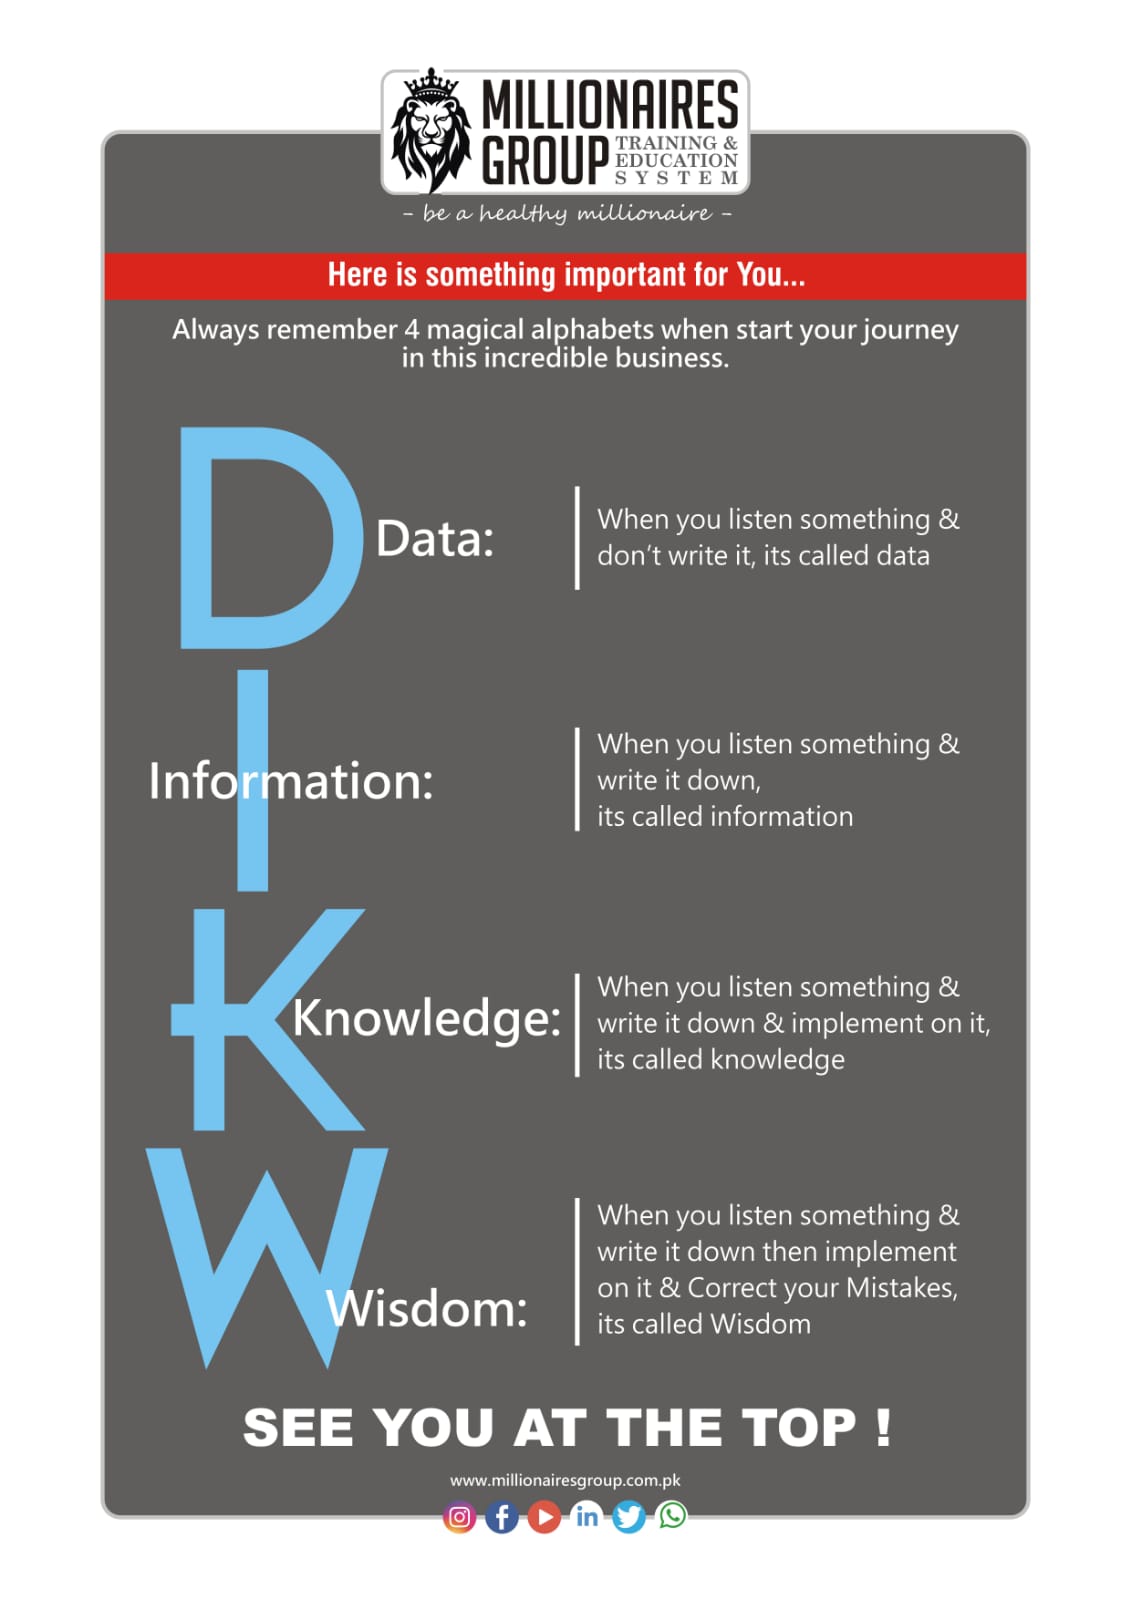 MILLIONAIRES
GROUP
TRAINING &
EDUCATION
SYSTEM
- be a healthy millionaire -
Here is something important for You...
Always remember 4 magical alphabets when start your journey
in this incredible business.
D
Data:
When you listen something &
don't write it, its called data
I
Information:
When you listen something &
write it down,
its called information
K
Knowledge:
When you listen something &
write it down & implement on it,
its called knowledge
W
Wisdom:
When you listen something &
write it down then implement
on it & Correct your Mistakes,
its called Wisdom
SEE YOU AT THE TOP !
www.millionairesgroup.com.pk
in